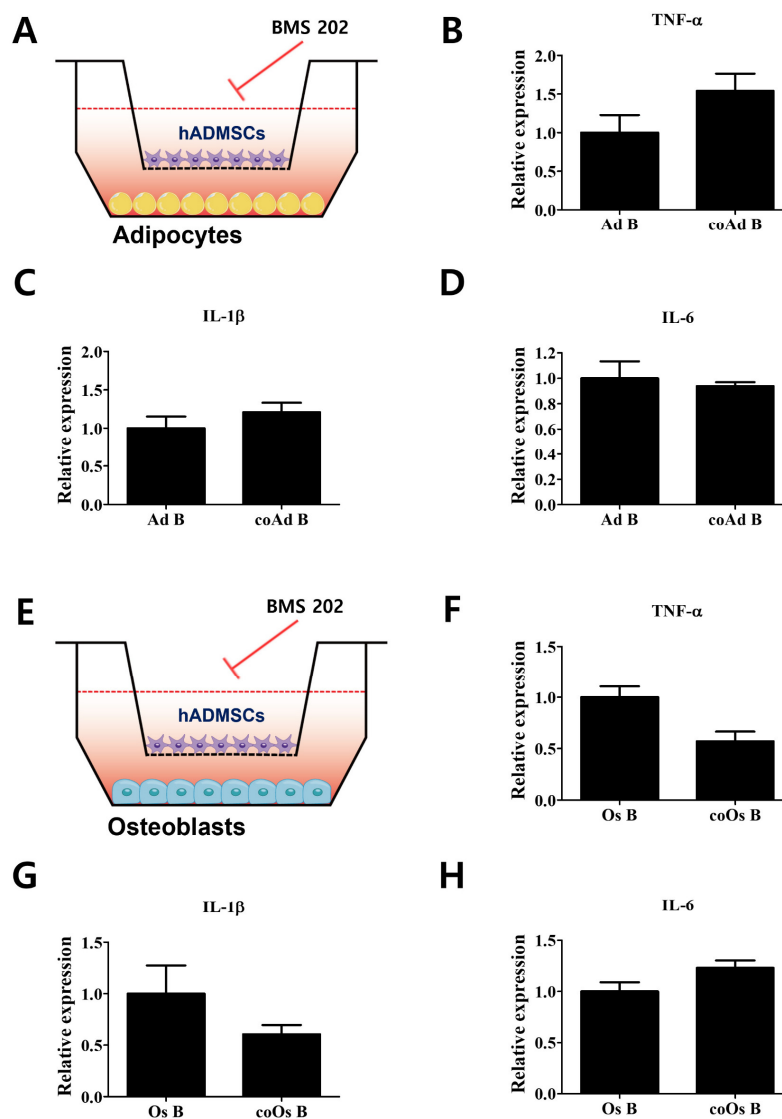 A
BMS 202
hADMSCs
Adipocytes
B
TNF-α
Relative expression
2.0
1.5
1.0
0.5
0.0
Ad B
coAd B
C
IL-1β
Relative expression
2.0
1.5
1.0
0.5
0.0
Ad B
coAd B
D
IL-6
Relative expression
1.2
1.0
0.8
0.6
0.4
0.2
0.0
Ad B
coAd B
E
BMS 202
hADMSCs
Osteoblasts
F
TNF-α
Relative expression
1.5
1.0
0.5
0.0
Os B
coOs B
G
IL-1β
Relative expression
1.5
1.0
0.5
0.0
Os B
coOs B
H
IL-6
Relative expression
1.5
1.0
0.5
0.0
Os B
coOs B